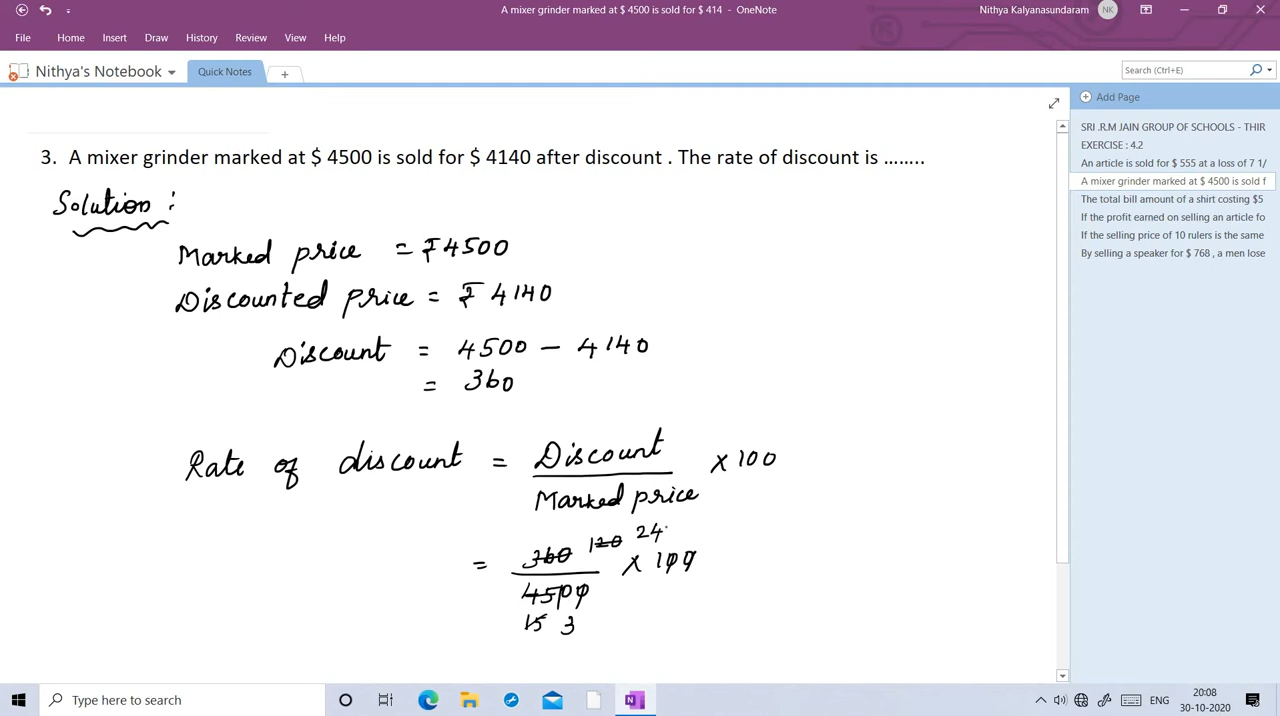 A mixer grinder marked at $ 4500 is sold for $ 414 - OneNote
Nithya Kalyanasundaram NK
File Home Insert Draw History Review View Help
Nithya's Notebook Quick Notes +
Search (Ctrl+E)
Add Page
SRI .R.M JAIN GROUP OF SCHOOLS - THIR
EXERCISE : 4.2
An article is sold for $ 555 at a loss of 7 1/
A mixer grinder marked at $ 4500 is sold f
The total bill amount of a shirt costing $5
If the profit earned on selling an article fo
If the selling price of 10 rulers is the same
By selling a speaker for $ 768 , a men lose
3. A mixer grinder marked at $ 4500 is sold for $ 4140 after discount . The rate of discount is ........
Solution :
Marked price = ₹ 4500
Discounted price = ₹ 4140
Discount = 4500 - 4140
= 360
Rate of discount = Discount
Marked price
× 100
= 360 120 24
4500
× 100
15 3
Type here to search
ENG
20:08
30-10-2020